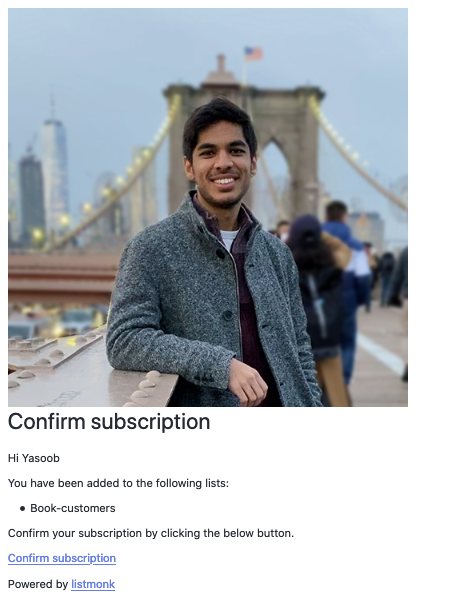 Confirm subscription
Hi Yasoob
You have been added to the following lists:
Book-customers
Confirm your subscription by clicking the below button.
Confirm subscription
Powered by listmonk